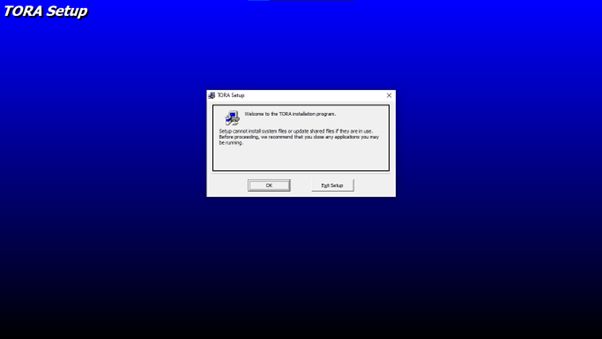 TORA Setup
TORA Setup
Welcome to the TORA installation program.
Setup cannot install system files or update shared files if they are in use.
Before proceeding, we recommend that you close any applications you may
be running.
OK
Exit Setup